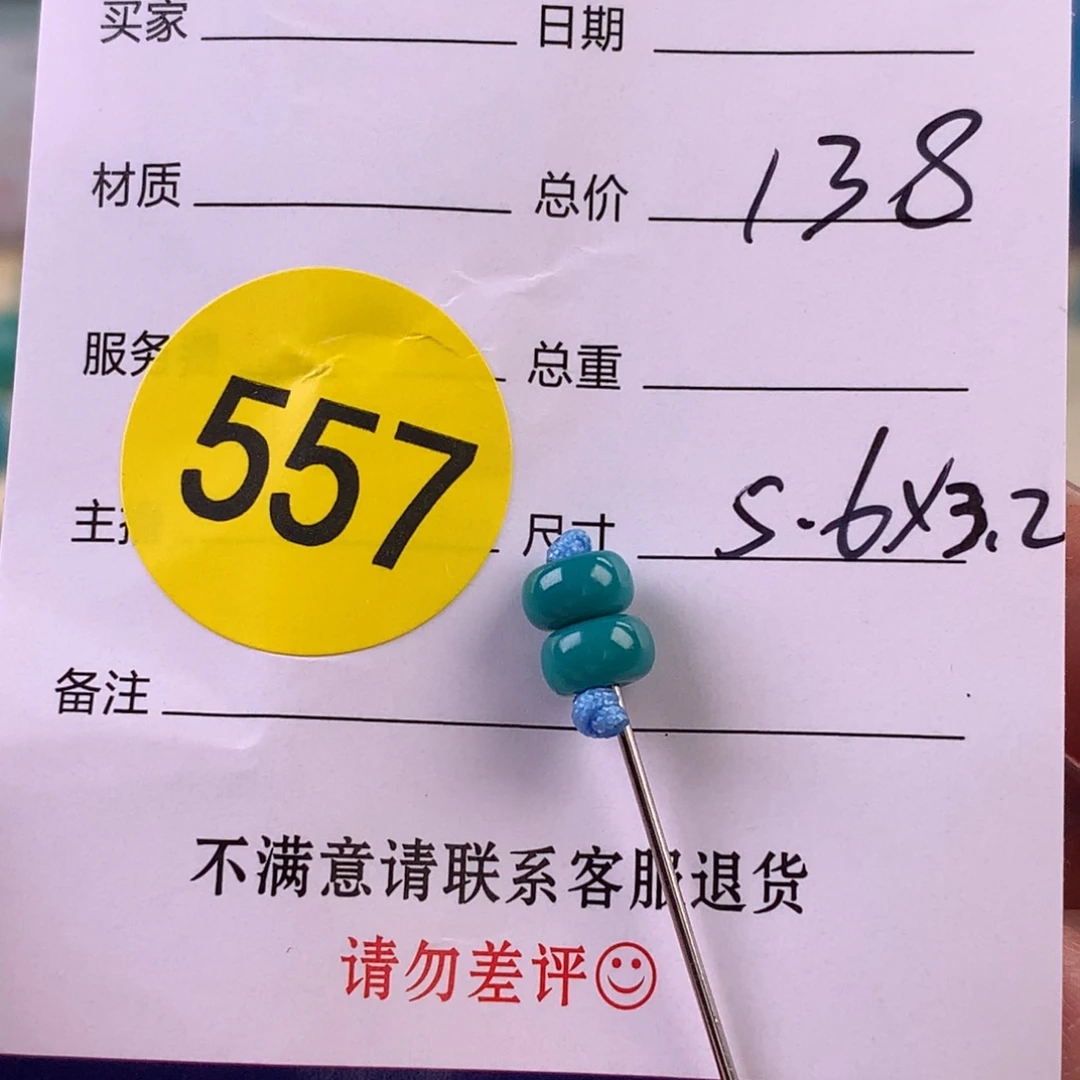 买家 日期
材质 总价 138
服务 总重
557
主 尺寸 5.6X3.2
备注
不满意请联系客服退货
请勿差评